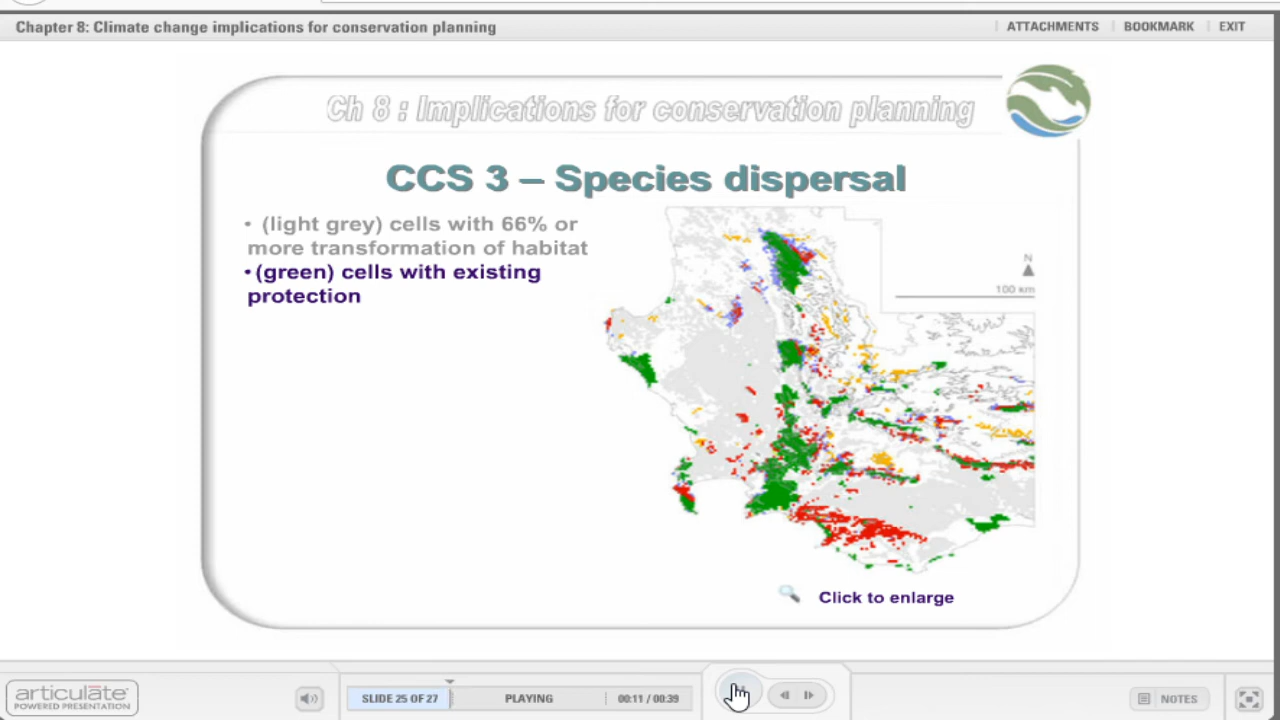 Chapter 8: Climate change implications for conservation planning
ATTACHMENTS
BOOKMARK
EXIT
Ch 8 : Implications for conservation planning
CCS 3 – Species dispersal
• (light grey) cells with 66% or
more transformation of habitat
• (green) cells with existing
protection
N
100 km
Click to enlarge
articulate
POWERED PRESENTATION
SLIDE 25 OF 27
PLAYING
00:11 / 00:39
NOTES